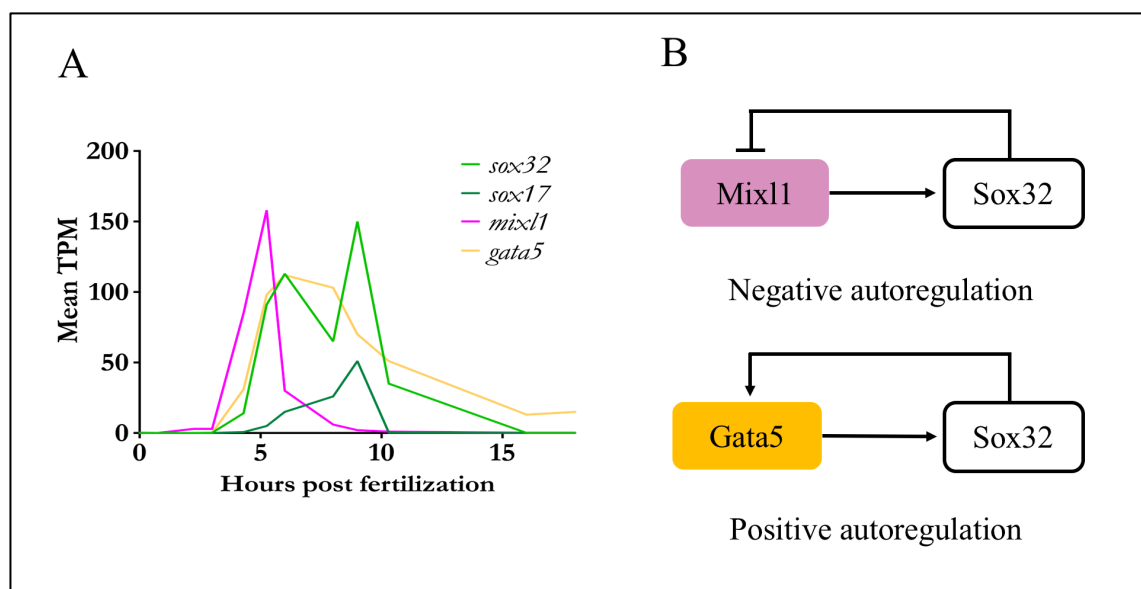 A
200
150
100
50
0
Mean TPM
0
5
10
15
Hours post fertilization
sox32
sox17
mixl1
gata5
B
Mixl1
Sox32
Negative autoregulation
Gata5
Sox32
Positive autoregulation